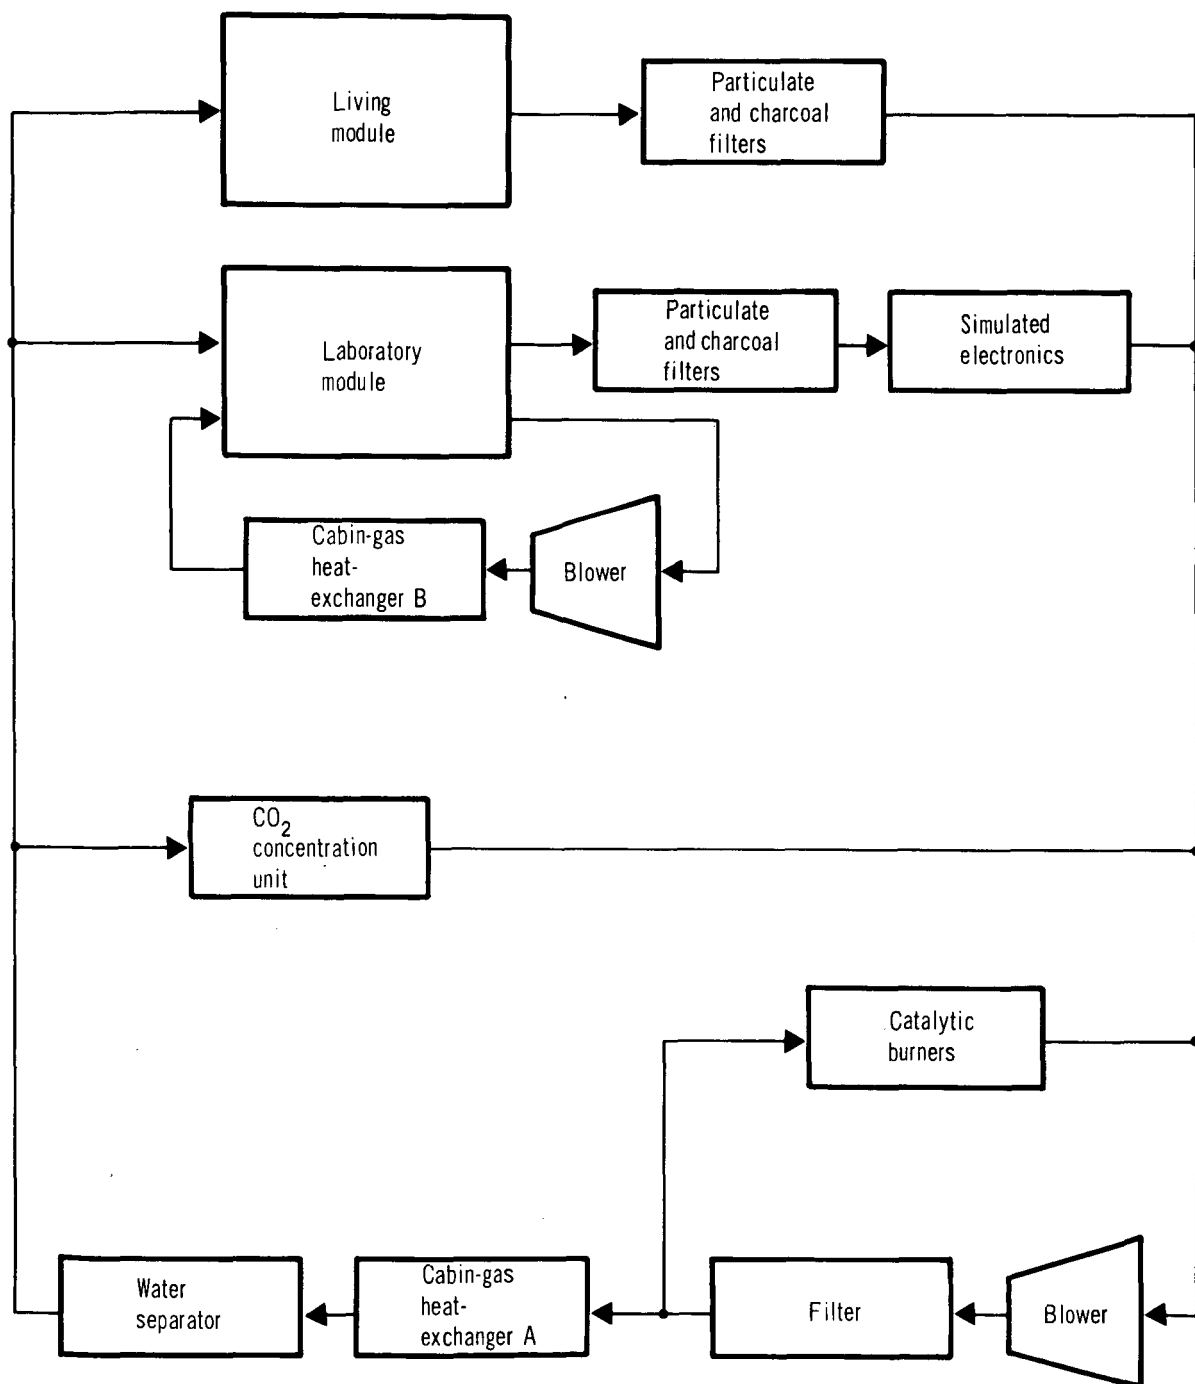 Living
module
Particulate
and charcoal
filters
Laboratory
module
Particulate
and charcoal
filters
Simulated
electronics
Cabin-gas
heat-
exchanger B
Blower
CO2
concentration
unit
Catalytic
burners
Water
separator
Cabin-gas
heat-
exchanger A
Filter
Blower